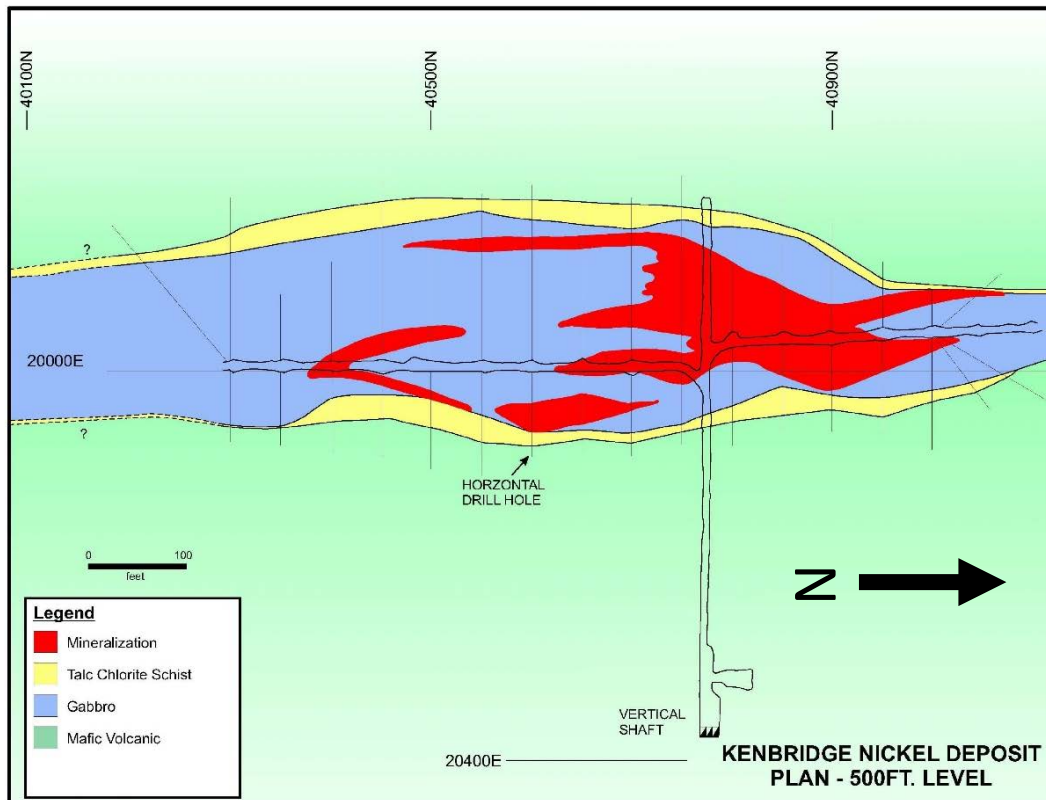 40100N
40500N
40900N
?
20000E
?
HORZONTAL
DRILL HOLE
0 100
feet
N
Legend
Mineralization
Talc Chlorite Schist
Gabbro
Mafic Volcanic
VERTICAL
SHAFT
20400E
KENBRIDGE NICKEL DEPOSIT
PLAN - 500FT. LEVEL